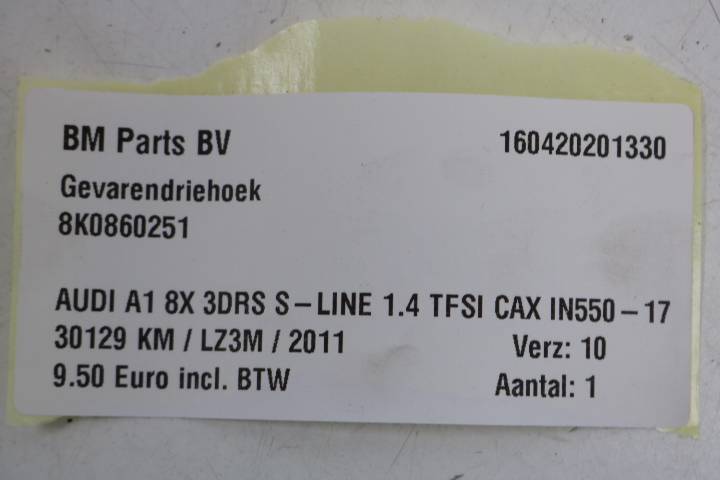 BM Parts BV 160420201330
Gevarendriehoek
8K0860251
AUDI A1 8X 3DRS S-LINE 1.4 TFSI CAX IN550-17
30129 KM / LZ3M / 2011 Verz: 10
9.50 Euro incl. BTW Aantal: 1